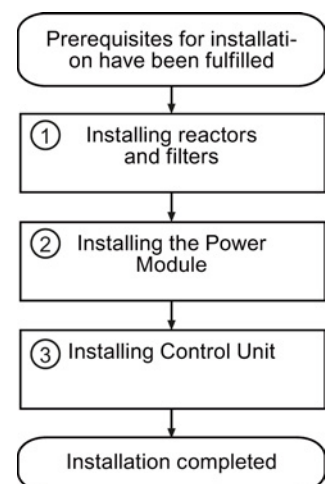 Prerequisites for installati-
on have been fulfilled
① Installing reactors
and filters
② Installing the Power
Module
③ Installing Control Unit
Installation completed